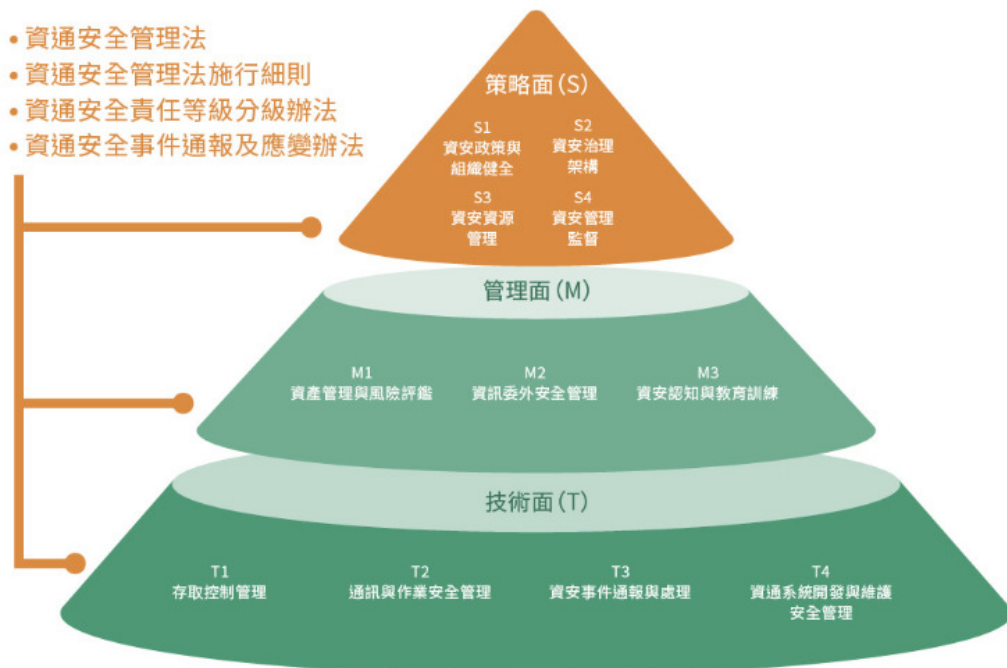 • 資通安全管理法
• 資通安全管理法施行細則
• 資通安全責任等級分級辦法
• 資通安全事件通報及應變辦法
策略面(S)
S1
資安政策與
組織健全
S2
資安治理
架構
S3
資安資源
管理
S4
資安管理
監督
管理面(M)
M1
資產管理與風險評鑑
M2
資訊委外安全管理
M3
資安認知與教育訓練
技術面(T)
T1
存取控制管理
T2
通訊與作業安全管理
T3
資安事件通報與處理
T4
資通系統開發與維護
安全管理